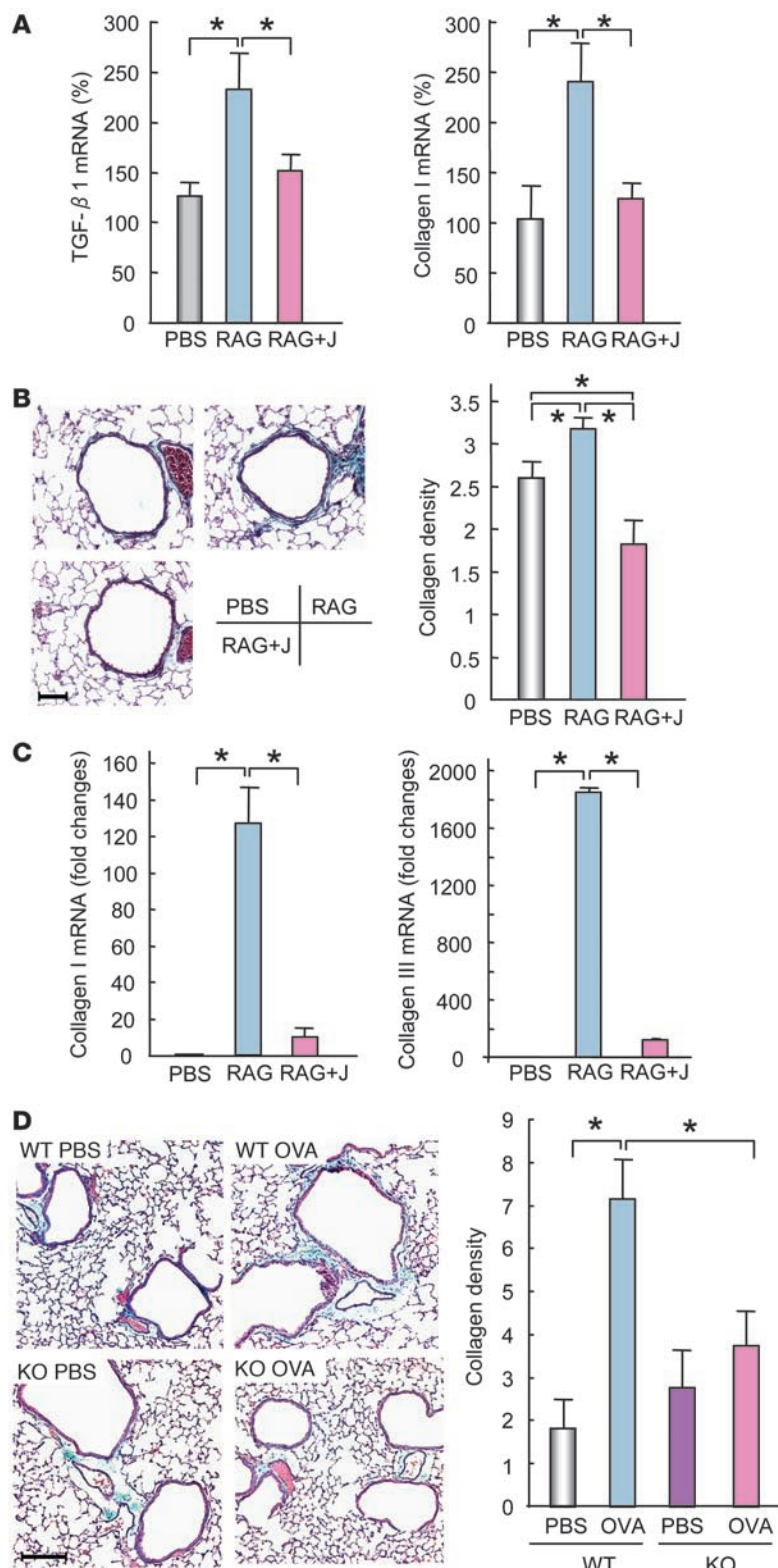 A
TGF-β 1 mRNA (%)
300
250
200
150
100
50
0
* *
PBS RAG RAG+J
Collagen I mRNA (%)
300
250
200
150
100
50
0
* *
PBS RAG RAG+J
B
PBS RAG
RAG+J
Collagen density
3.5
3
2.5
2
1.5
1
0.5
0
*
* *
PBS RAG RAG+J
C
Collagen I mRNA (fold changes)
160
140
120
100
80
60
40
20
0
* *
PBS RAG RAG+J
Collagen III mRNA (fold changes)
2000
1600
1200
800
400
0
* *
PBS RAG RAG+J
D
WT PBS WT OVA
KO PBS KO OVA
Collagen density
9
8
7
6
5
4
3
2
1
0
* *
PBS OVA PBS OVA
WT KO